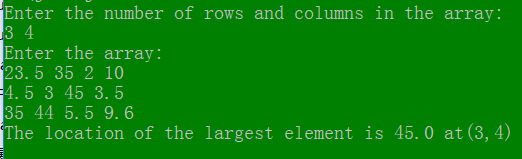 Enter the number of rows and columns in the array:
3 4
Enter the array:
23.5 35 2 10
4.5 3 45 3.5
35 44 5.5 9.6
The location of the largest element is 45.0 at(3,4)